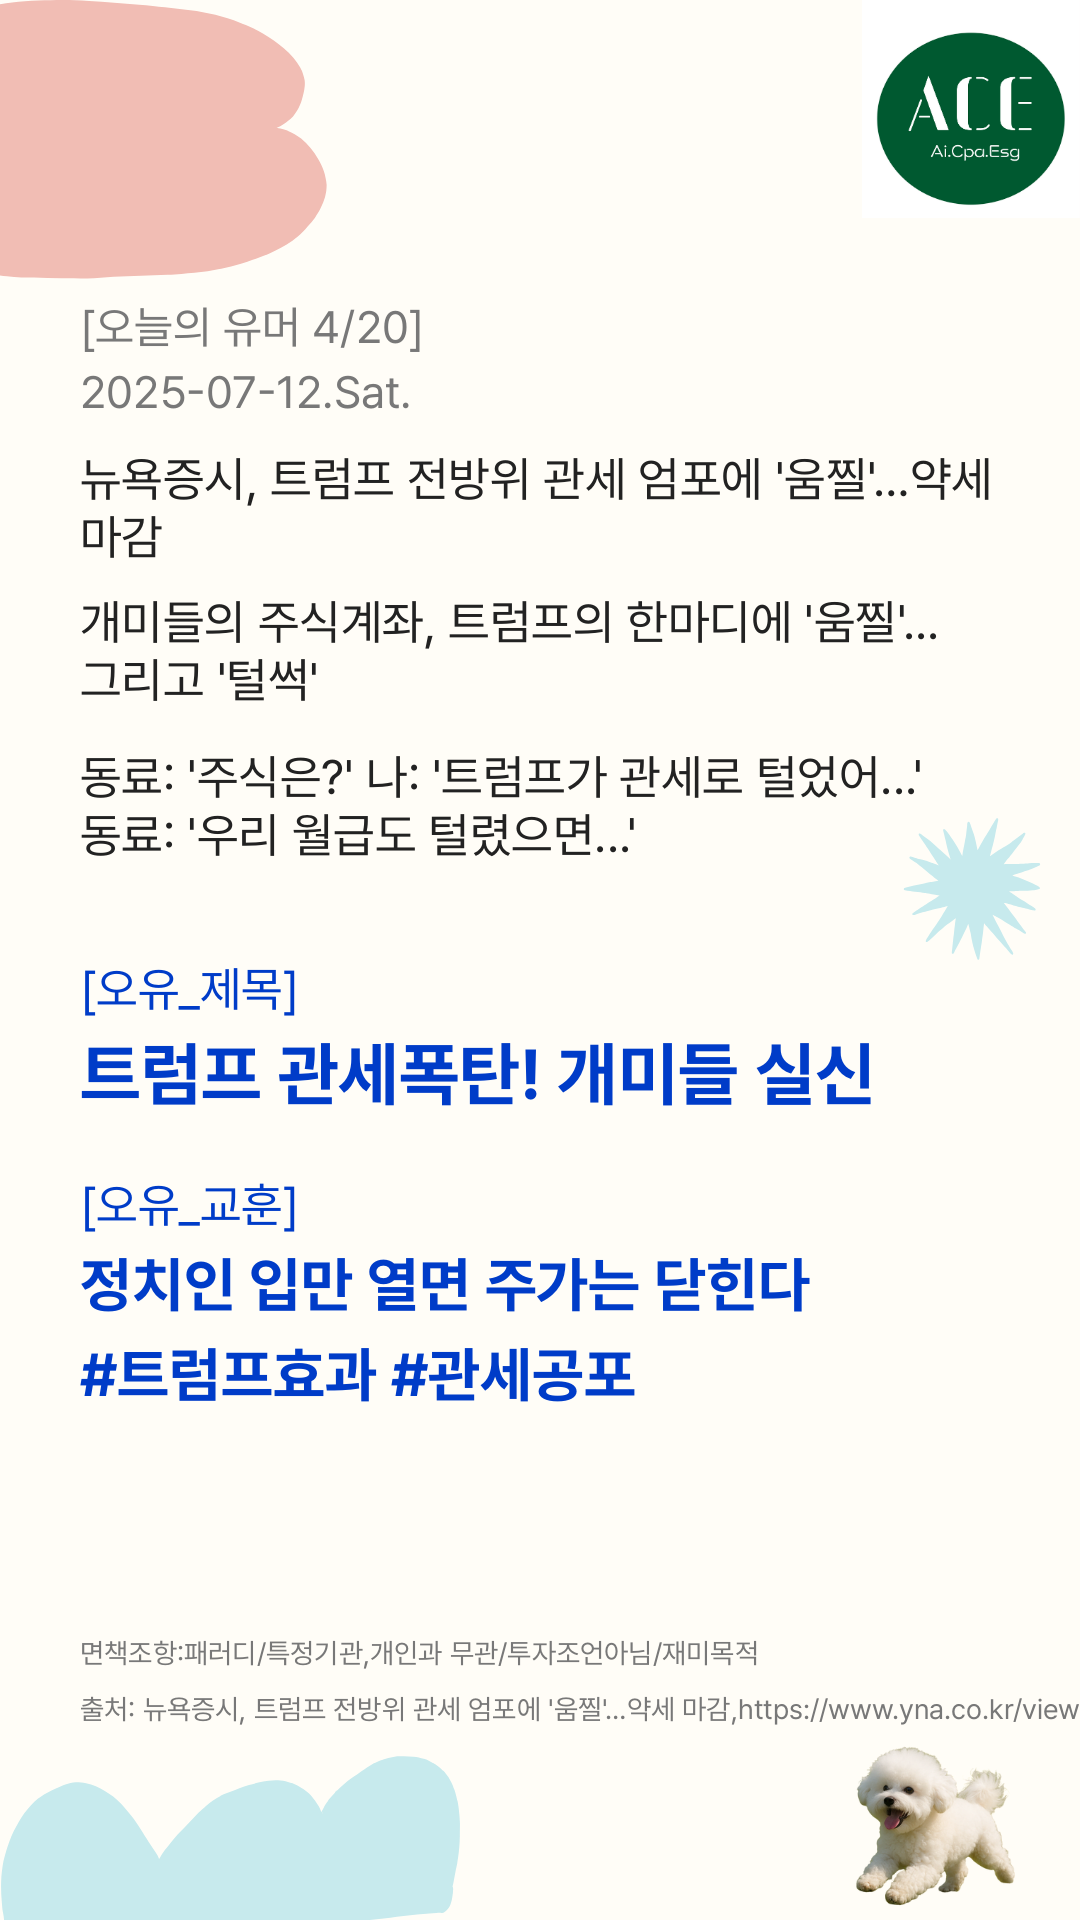 ACE
Ai.Cpa.Esg
[오늘의 유머 4/20]
2025-07-12.Sat.
뉴욕증시, 트럼프 전방위 관세 엄포에 '움찔'…약세
마감
개미들의 주식계좌, 트럼프의 한마디에 '움찔'...
그리고 '털썩'
동료: '주식은?' 나: '트럼프가 관세로 털었어...'
동료: '우리 월급도 털렸으면...'
[오유_제목]
트럼프 관세폭탄! 개미들 실신
[오유_교훈]
정치인 입만 열면 주가는 닫힌다
#트럼프효과 #관세공포
면책조항:패러디/특정기관,개인과 무관/투자조언아님/재미목적
출처: 뉴욕증시, 트럼프 전방위 관세 엄포에 '움찔'…약세 마감,https://www.yna.co.kr/view